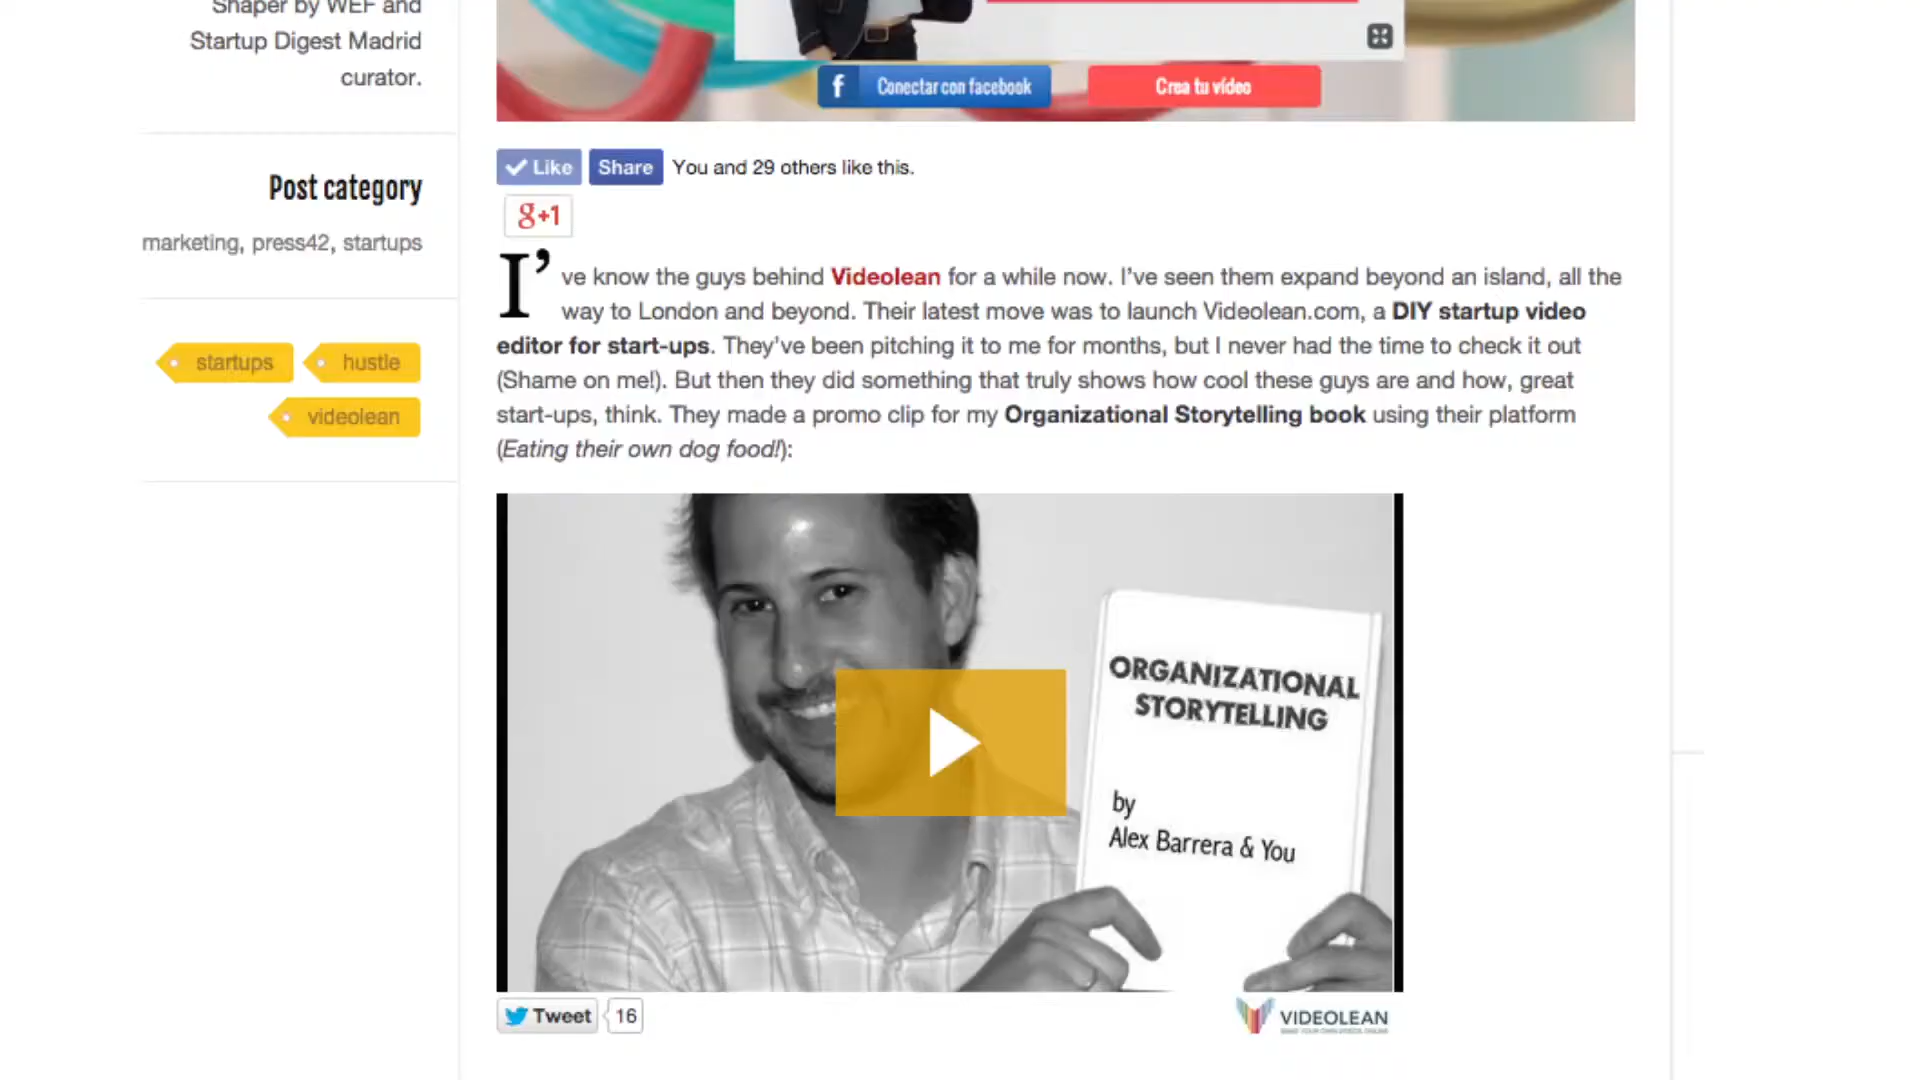 Shaper by WEF and
Startup Digest Madrid
curator.
Post category
marketing, press42, startups
startups
hustle
videolean
f Conectar con facebook
Crea tu vídeo
Like
Share
You and 29 others like this.
g+1
I’ve know the guys behind Videolean for a while now. I’ve seen them expand beyond an island, all the
way to London and beyond. Their latest move was to launch Videolean.com, a DIY startup video
editor for start-ups. They've been pitching it to me for months, but I never had the time to check it out
(Shame on me!). But then they did something that truly shows how cool these guys are and how, great
start-ups, think. They made a promo clip for my Organizational Storytelling book using their platform
(Eating their own dog food!):
ORGANIZATIONAL
STORYTELLING
by
Alex Barrera & You
Tweet
16
VIDEOLEAN